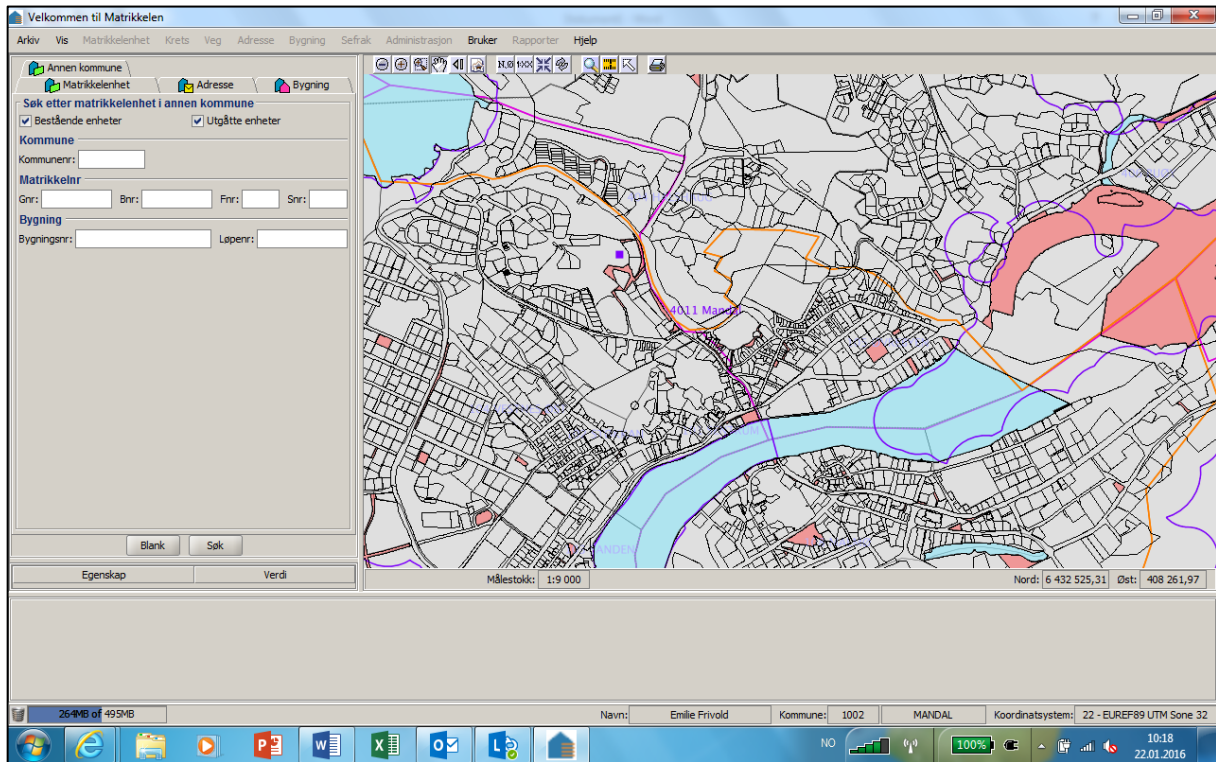 Velkommen til Matrikkelen
Arkiv Vis Matrikkelenhet Krets Veg Adresse Bygning Sefrak Administrasjon Bruker Rapporter Hjelp
Annen kommune
Matrikkelenhet Adresse Bygning
Søk etter matrikkelenhet i annen kommune
Bestående enheter Utgåtte enheter
Kommune
Kommunenr:
Matrikkelnr
Gnr: Bnr: Fnr: Snr:
Bygning
Bygningsnr: Løpenr:
4011 Mandal
Blank Søk
Egenskap Verdi
Målestokk: 1:9 000 Nord: 6 432 525,31 Øst: 408 261,97
264MB of 495MB Navn: Emilie Frivold Kommune: 1002 MANDAL Koordinatsystem: 22 - EUREF89 UTM Sone 32
NO 100% 10:18
22.01.2016